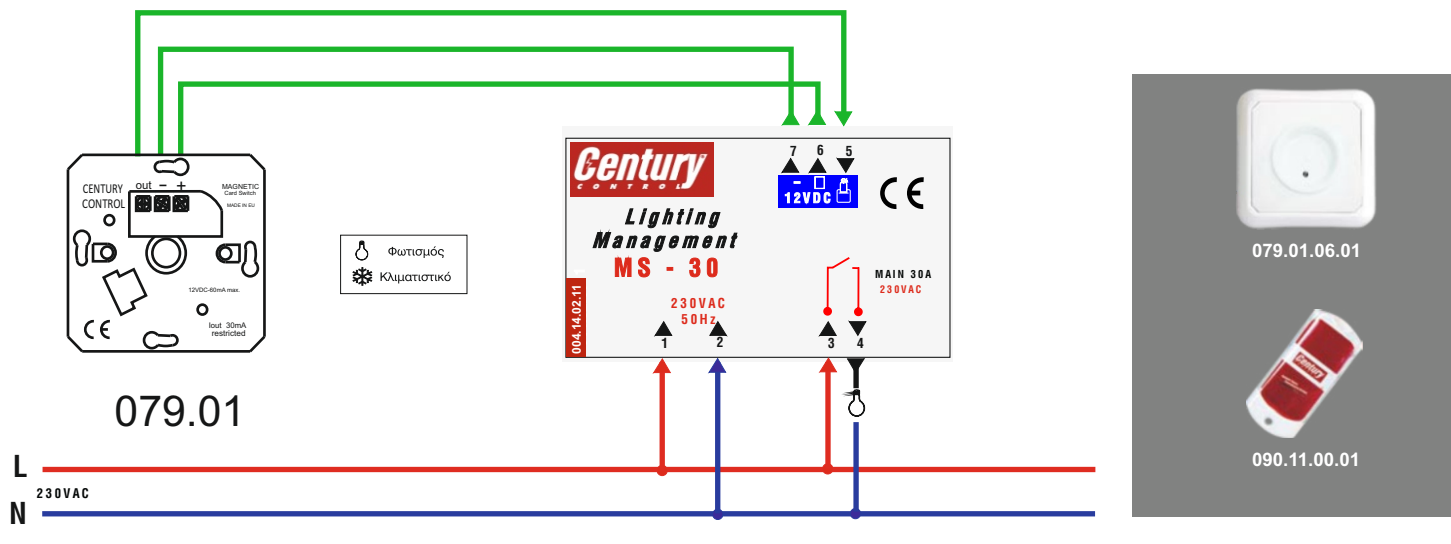 CENTURY
CONTROL
out - +
MAGNETIC
Card Switch
MADE IN EU
12VDC-60mA max.
Iout 30mA
restricted
CE
079.01
Φωτισμός
Κλιματιστικό
Century
CONTROL
7 6 5
-
12VDC
CE
Lighting
Management
MS - 30
004.14.02.11
230VAC
50Hz
MAIN 30A
230VAC
1 2 3 4
L
230VAC
N
079.01.06.01
Century
090.11.00.01